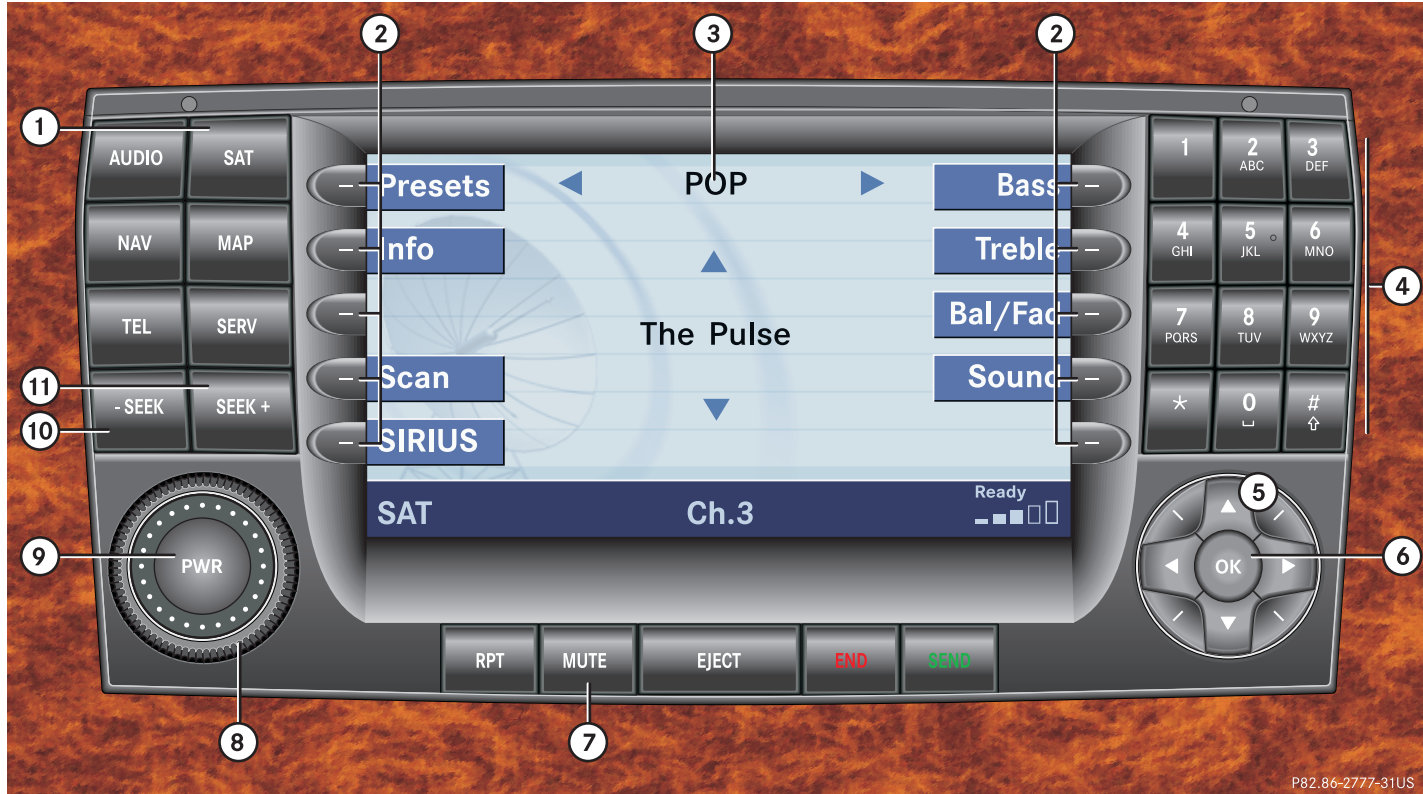 2
3
2
1
AUDIO
SAT
NAV
MAP
TEL
SERV
11
- SEEK
SEEK +
10
Presets
POP
Bass
Info
Treble
The Pulse
Bal/Fad
Scan
Sound
SIRIUS
SAT
Ch.3
Ready
1
2
ABC
3
DEF
4
GHI
5
JKL
6
MNO
4
7
PQRS
8
TUV
9
WXYZ
*
0
#
5
9
PWR
OK
6
RPT
MUTE
EJECT
END
SEND
8
7
P82.86-2777-31US